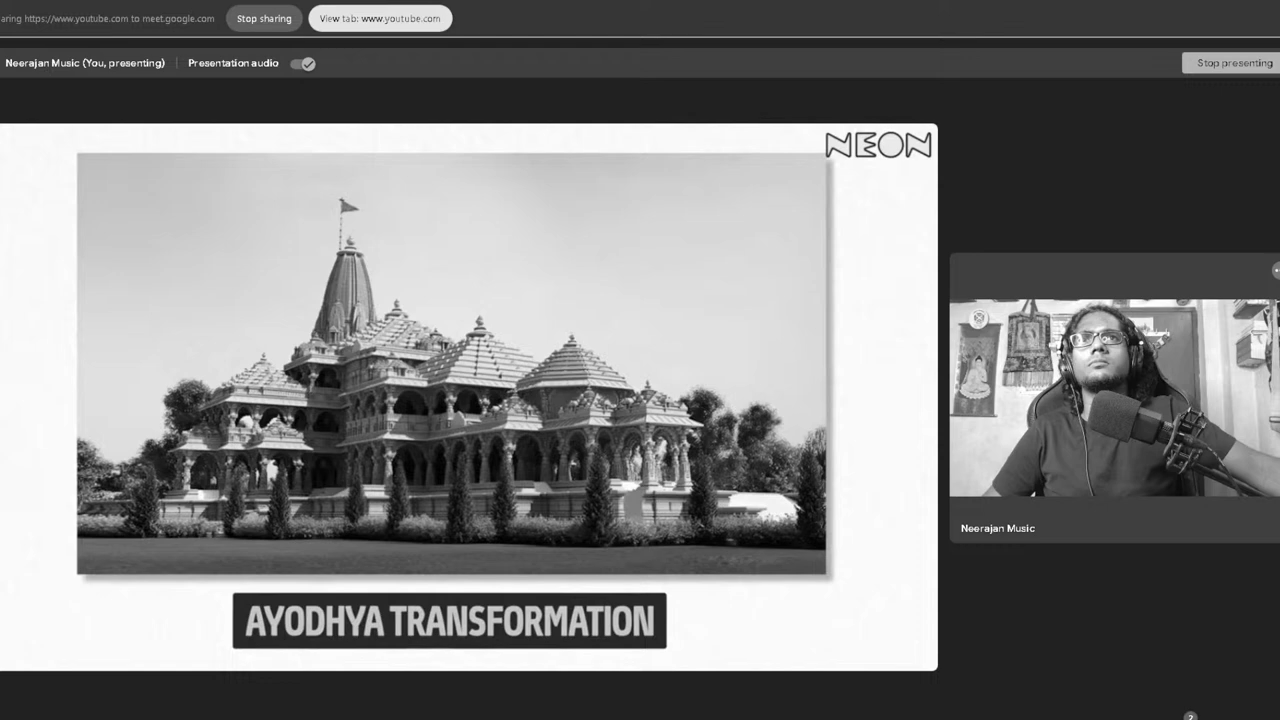 aring https://www.youtube.com to meet.google.com
Stop sharing
View tab: www.youtube.com
Neerajan Music (You, presenting)
Presentation audio
Stop presenting
NEON
AYODHYA TRANSFORMATION
Neerajan Music
2